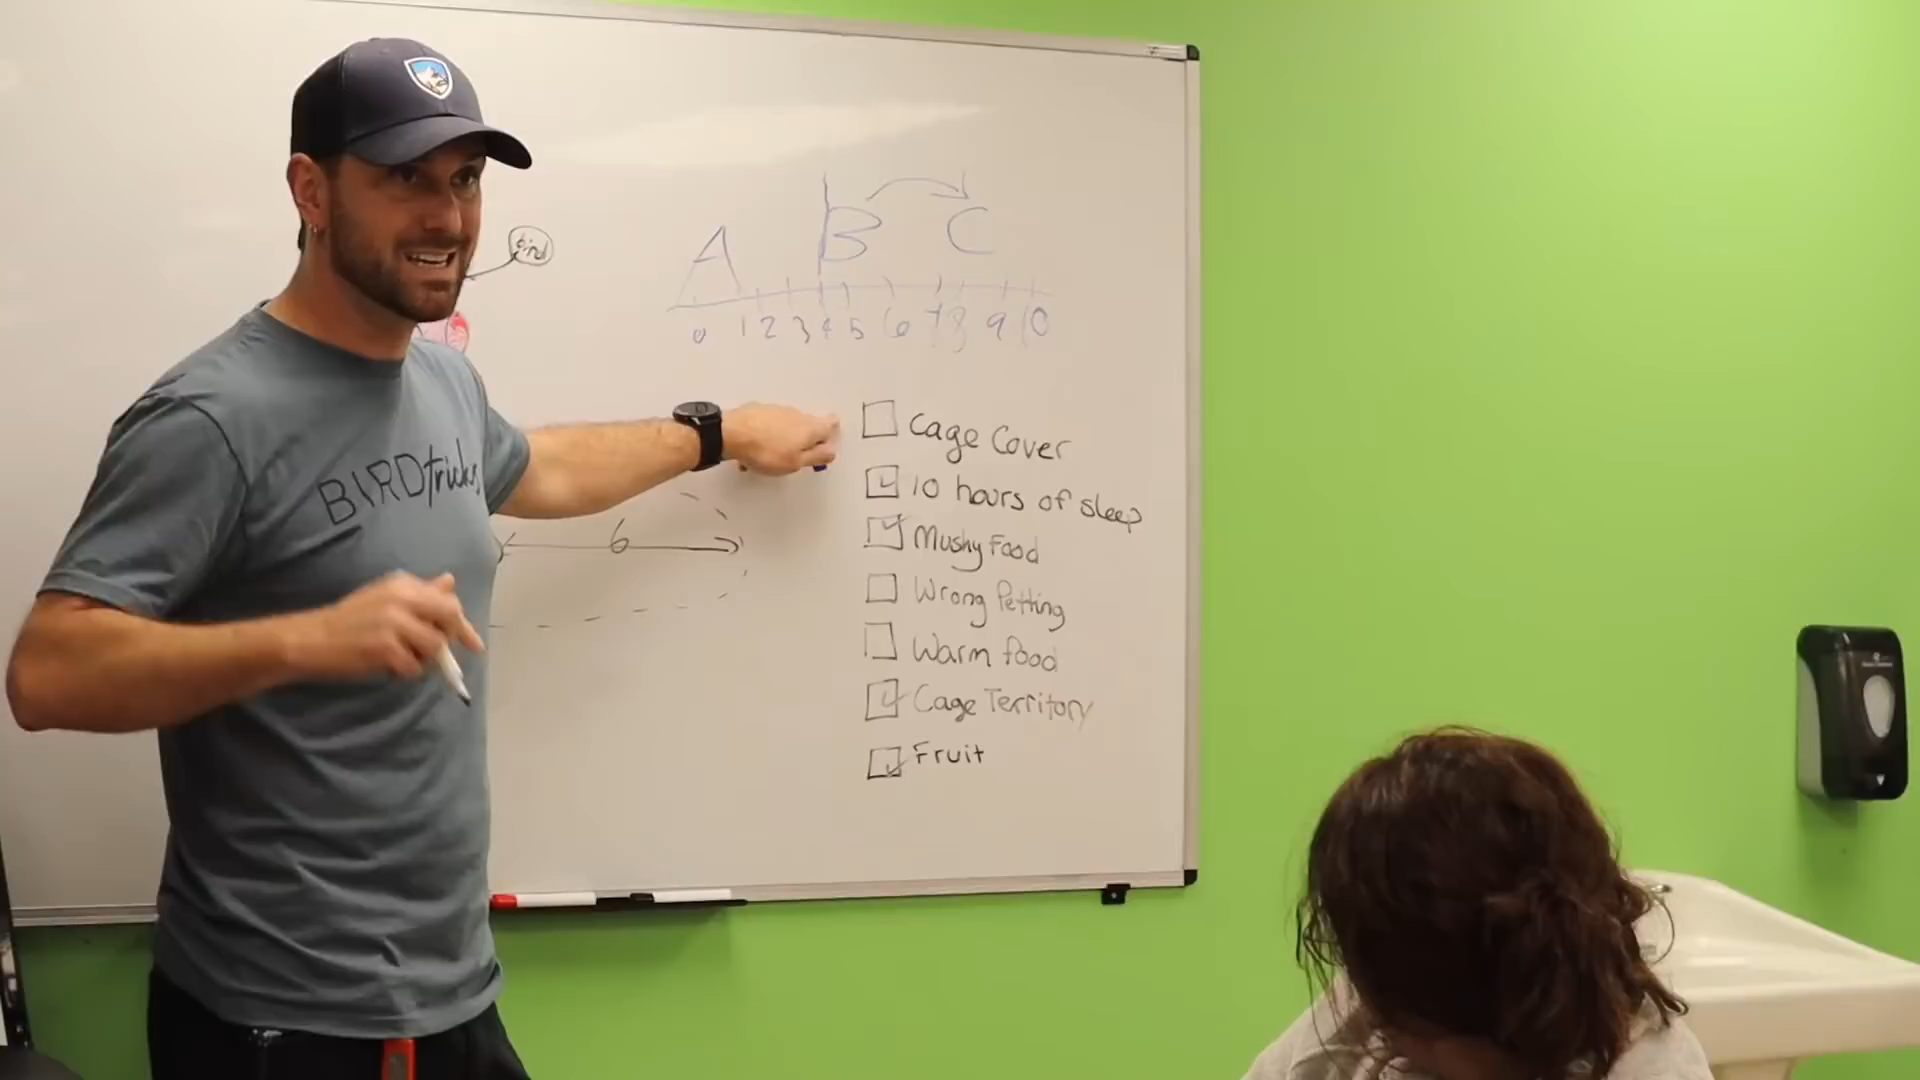 Bird
A B C
0 1 2 3 4 5 6 7 8 9 10
BIRDtricks
6
Cage Cover
10 hours of sleep
Mushy Food
Wrong Petting
Warm food
Cage Territory
Fruit